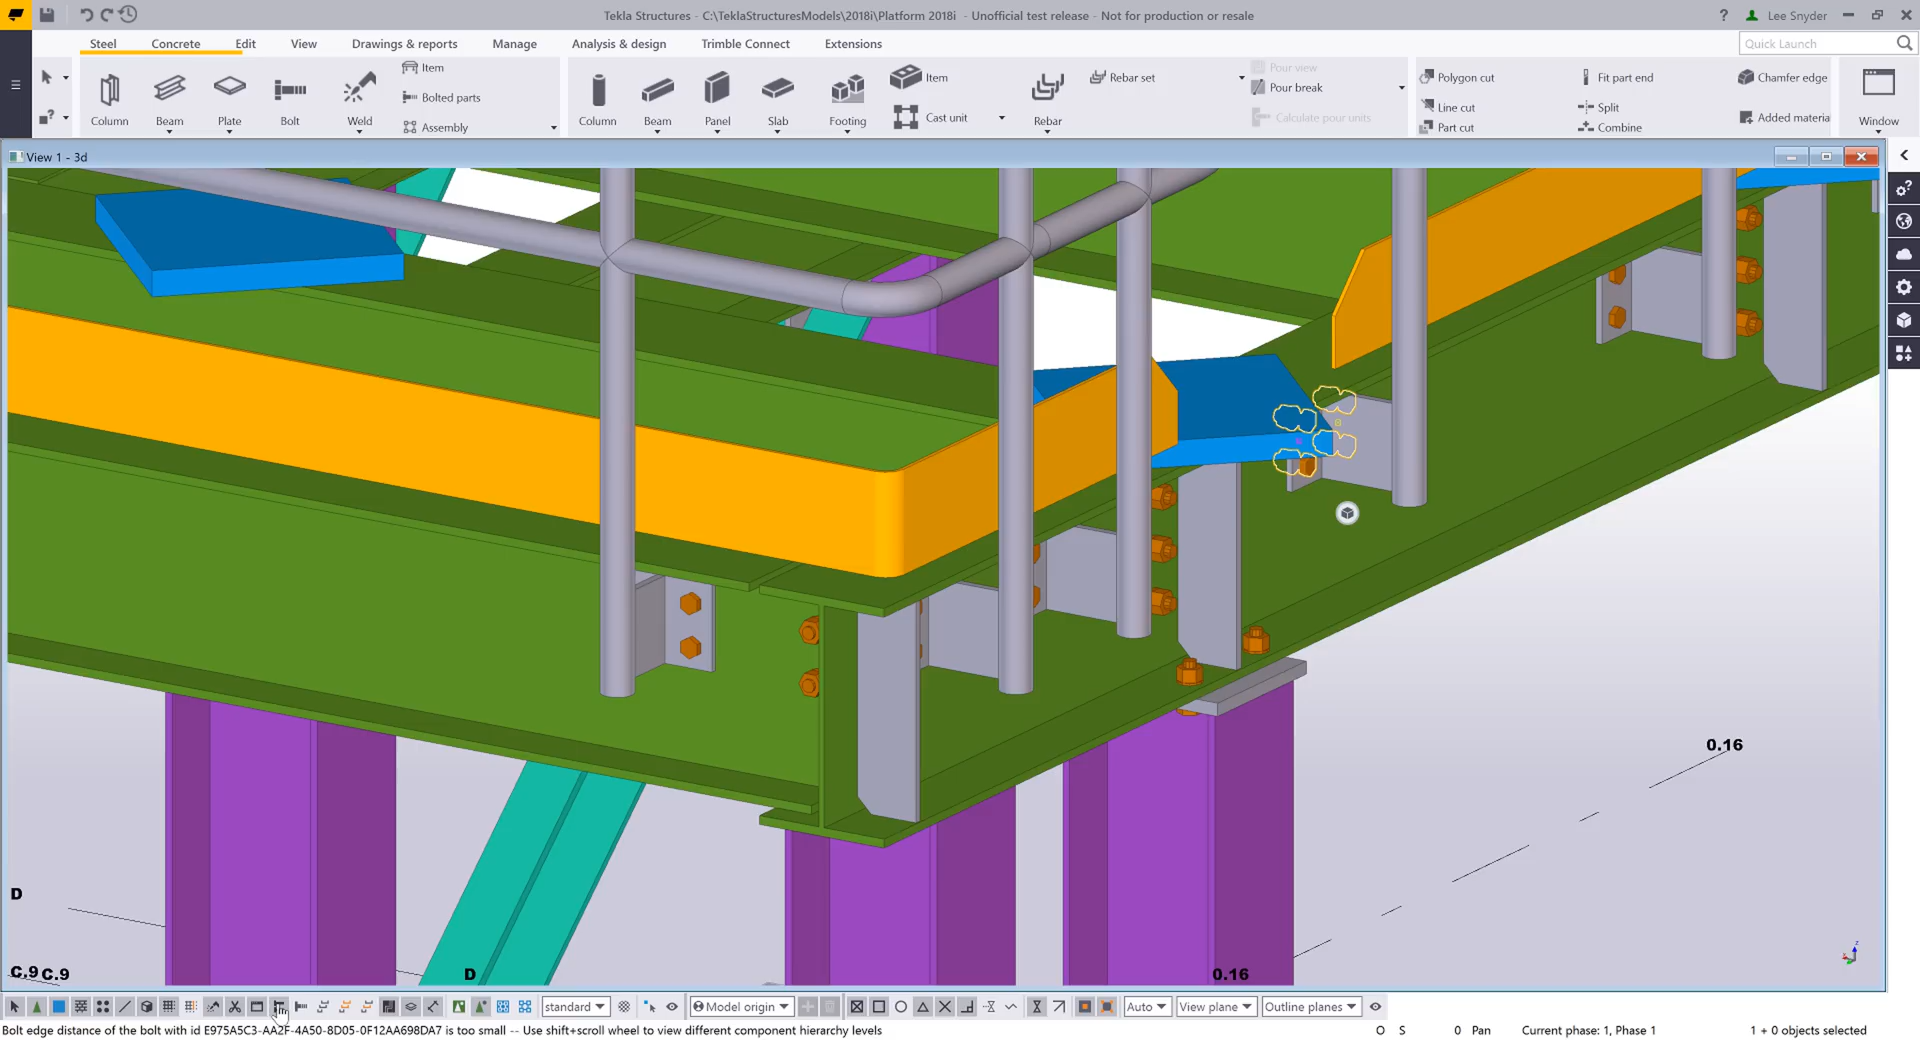 Tekla Structures - C:\TeklaStructuresModels\2018i\Platform 2018i - Unofficial test release - Not for production or resale
? Lee Snyder
Steel Concrete Edit View Drawings & reports Manage Analysis & design Trimble Connect Extensions
Quick Launch
Column
Beam
Plate
Bolt
Weld
Item
Bolted parts
Assembly
Column
Beam
Panel
Slab
Footing
Item
Cast unit
Rebar
Rebar set
Pour view
Pour break
Calculate pour units
Polygon cut
Line cut
Part cut
Fit part end
Split
Combine
Chamfer edge
Added materia
Window
View 1 - 3d
0.16
D
C.9 C.9
D
0.16
standard
Model origin
Auto
View plane
Outline planes
Bolt edge distance of the bolt with id E975A5C3-AA2F-4A50-8D05-0F12AA698DA7 is too small -- Use shift+scroll wheel to view different component hierarchy levels
O S 0 Pan Current phase: 1, Phase 1 1 + 0 objects selected